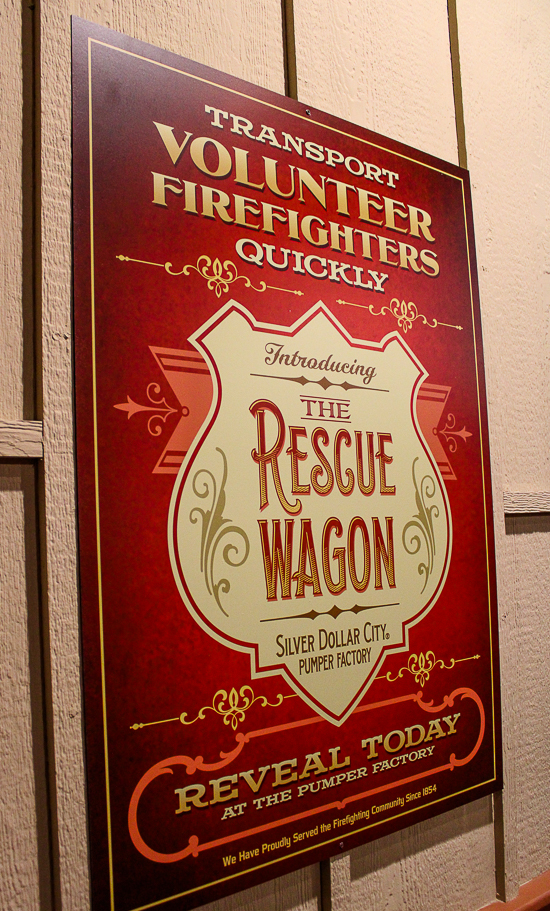 TRANSPORT
VOLUNTEER
FIREFIGHTERS
QUICKLY
Introducing
THE
RESCUE
WAGON
SILVER DOLLAR CITY®
PUMPER FACTORY
REVEAL TODAY
AT THE PUMPER FACTORY
We Have Proudly Served the Firefighting Community Since 1854